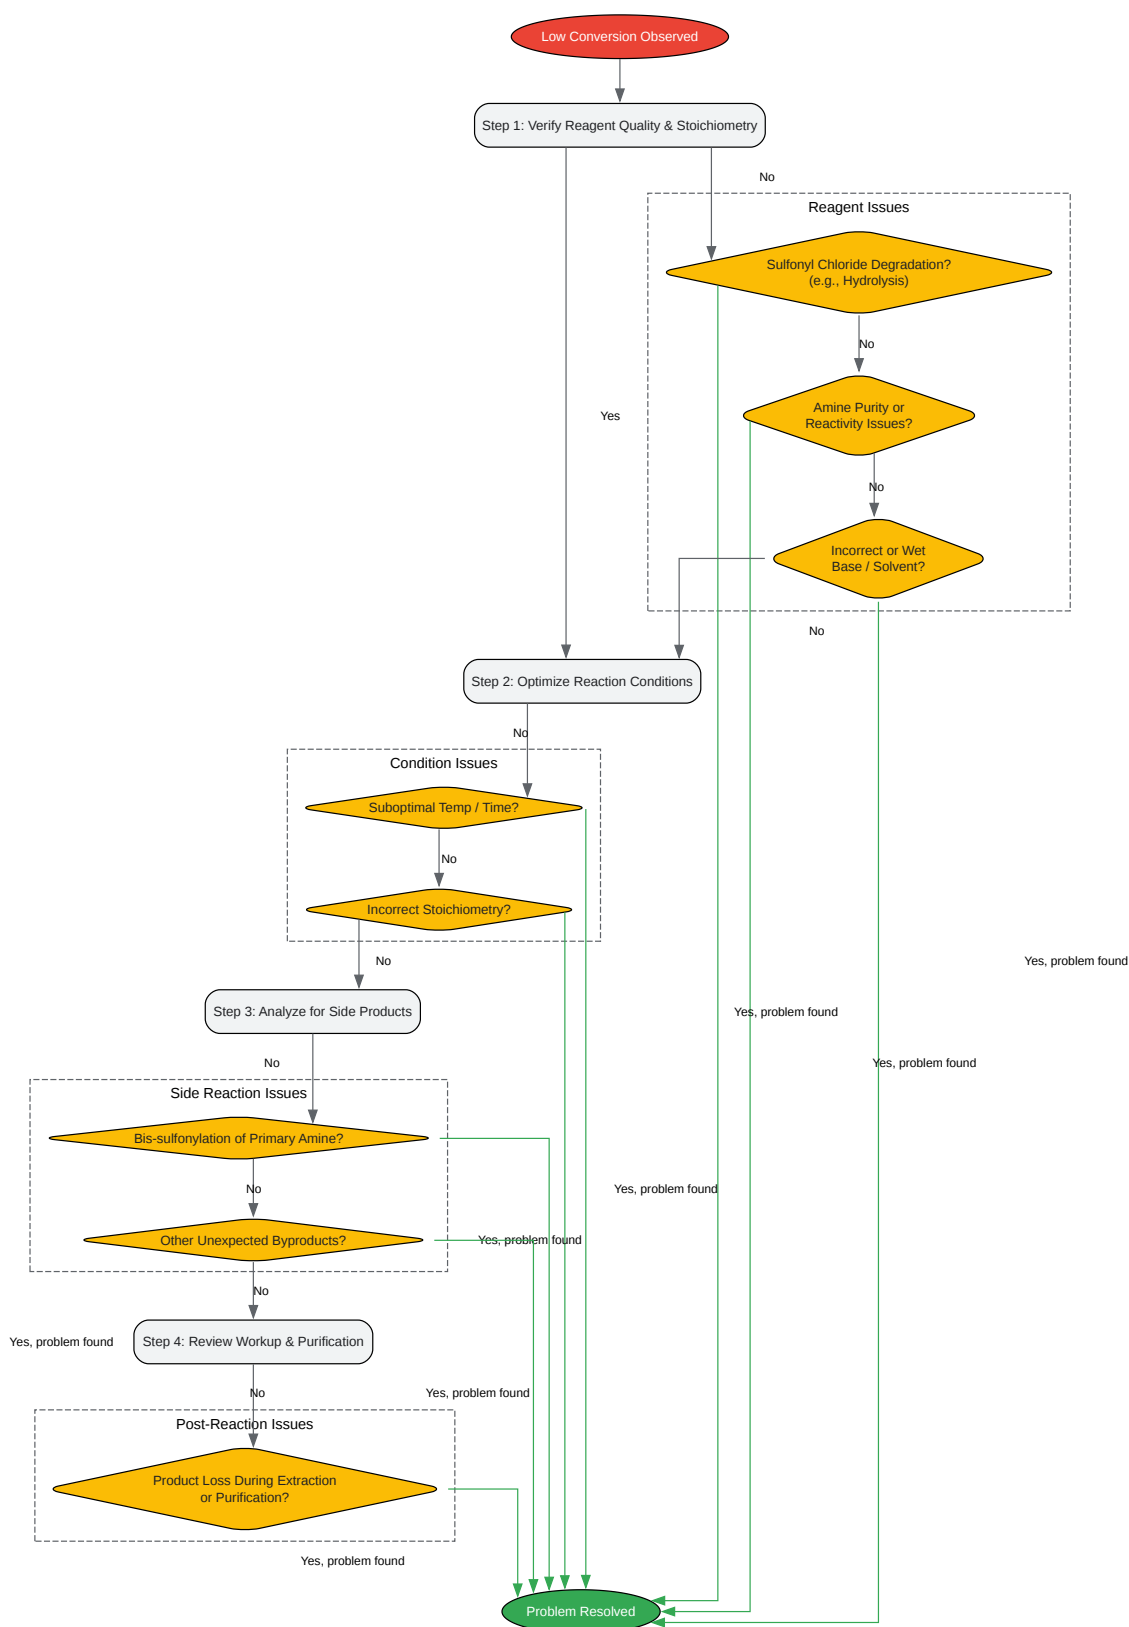 Low Conversion Observed
Step 1: Verify Reagent Quality & Stoichiometry
No
Reagent Issues
Sulfonyl Chloride Degradation?
(e.g., Hydrolysis)
No
Amine Purity or
Reactivity Issues?
Yes
No
Incorrect or Wet
Base / Solvent?
No
Step 2: Optimize Reaction Conditions
No
Condition Issues
Suboptimal Temp / Time?
No
Incorrect Stoichiometry?
No
Yes, problem found
Step 3: Analyze for Side Products
Yes, problem found
No
Yes, problem found
Side Reaction Issues
Bis-sulfonylation of Primary Amine?
No
Yes, problem found
Other Unexpected Byproducts?
Yes, problem found
No
Yes, problem found
Step 4: Review Workup & Purification
No
Yes, problem found
Post-Reaction Issues
Product Loss During Extraction
or Purification?
Yes, problem found
Problem Resolved